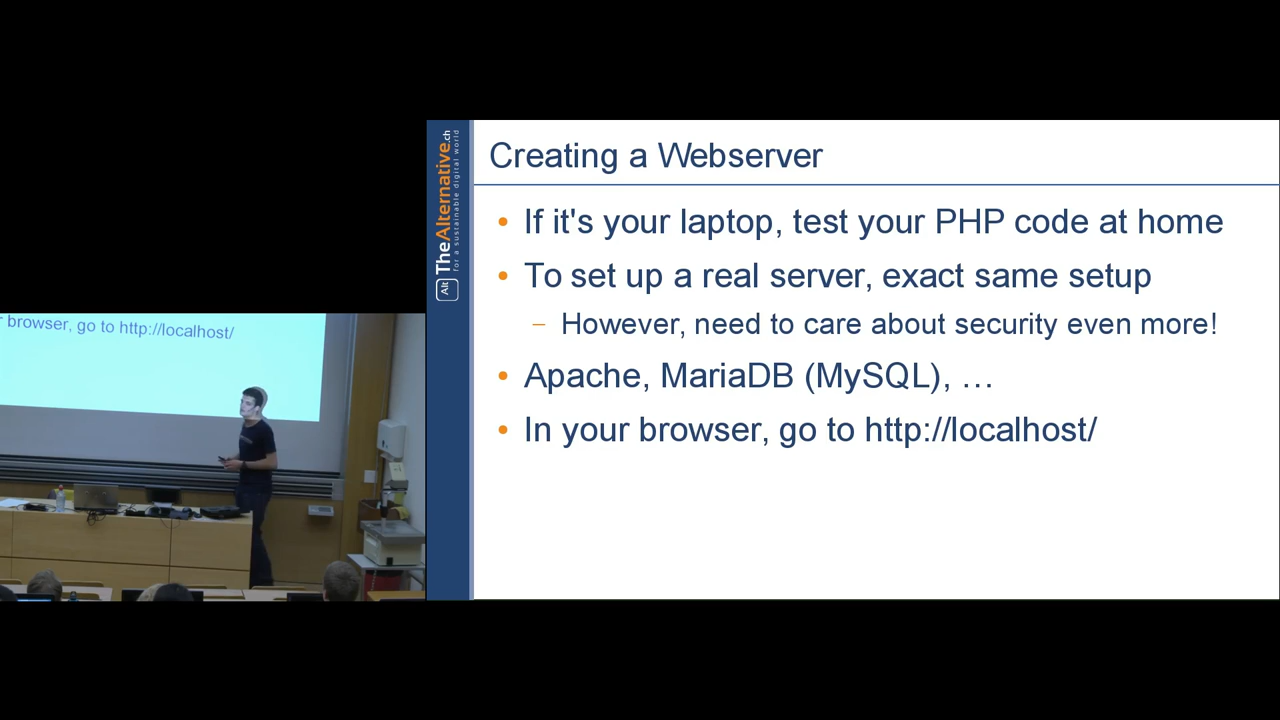 Creating a Webserver
If it's your laptop, test your PHP code at home
To set up a real server, exact same setup
– However, need to care about security even more!
Apache, MariaDB (MySQL), …
In your browser, go to http://localhost/
Alt TheAlternative.ch
for a sustainable digital world
r browser, go to http://localhost/